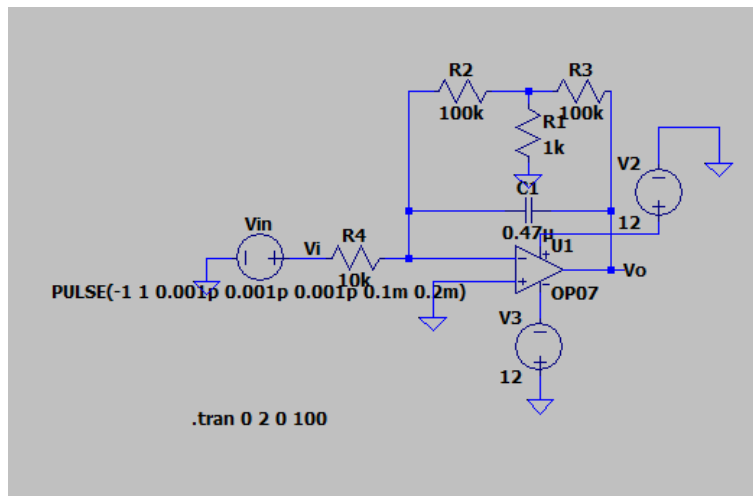 R2
R3
100k
100k
R1
1k
V2
C1
Vin
Vi
R4
0.47µ
12
U1
10k
Vo
PULSE(-1 1 0.001p 0.001p 0.001p 0.1m 0.2m)
OP07
V3
12
.tran 0 2 0 100